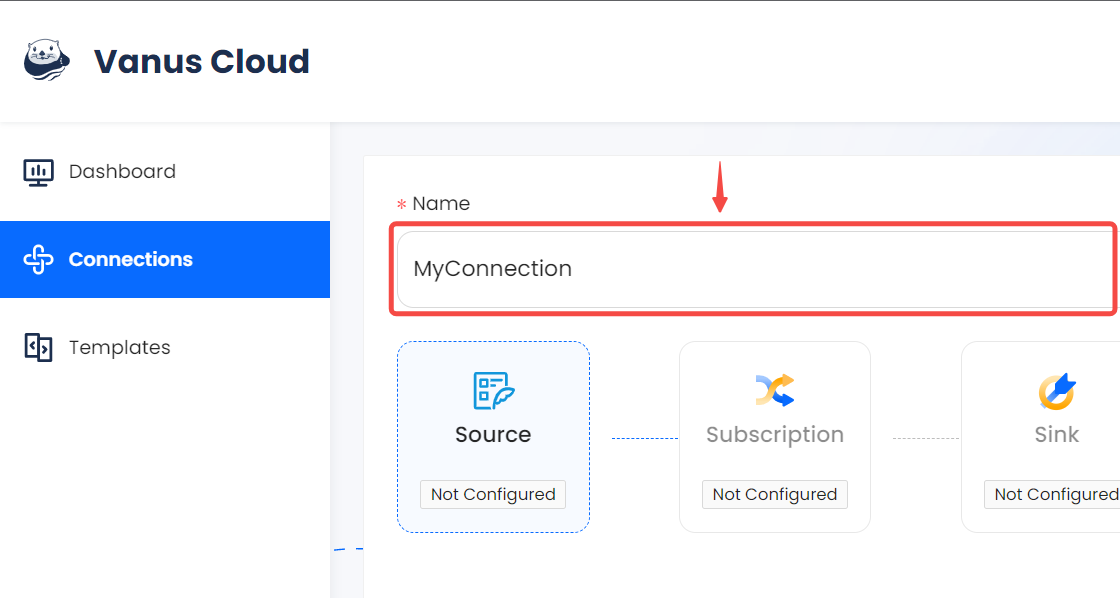 Vanus Cloud
Dashboard
Connections
Templates
* Name
MyConnection
Source
Not Configured
Subscription
Not Configured
Sink
Not Configured